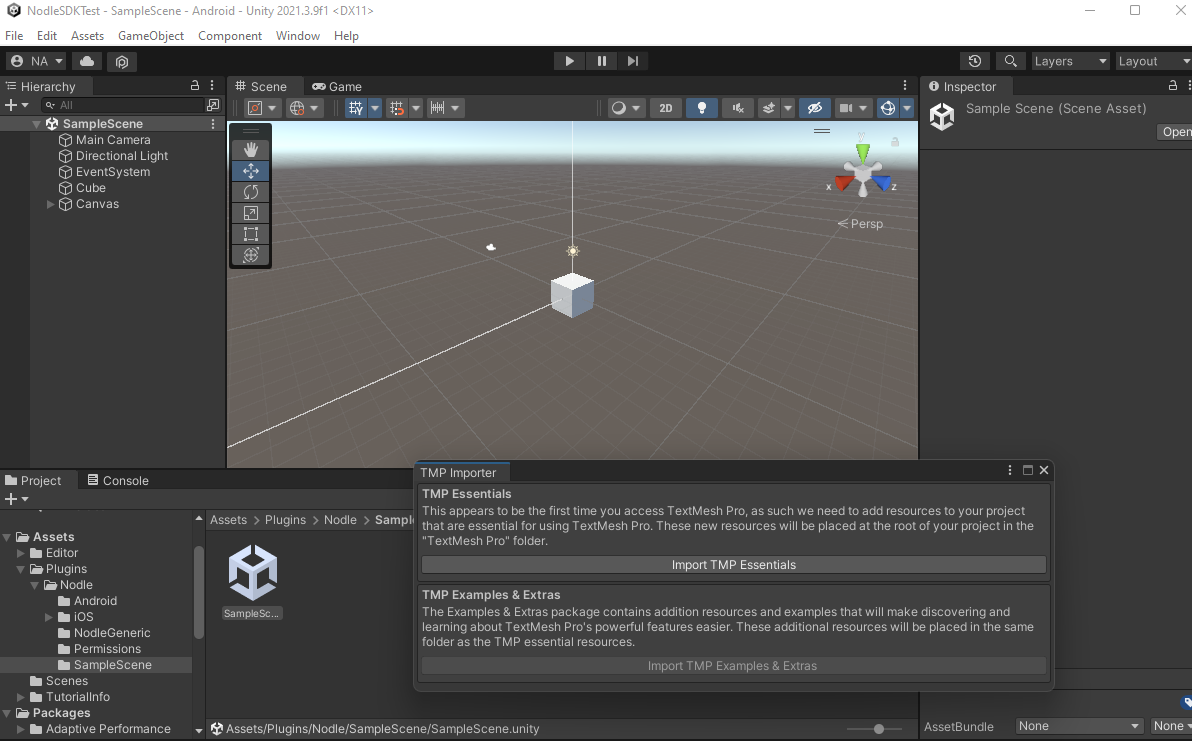 NodleSDKTest - SampleScene - Android - Unity 2021.3.9f1 <DX11>
File Edit Assets GameObject Component Window Help
NA
Layers
Layout
Hierarchy
All
SampleScene
Main Camera
Directional Light
EventSystem
Cube
Canvas
Scene
Game
2D
y
x
z
Persp
Inspector
Sample Scene (Scene Asset)
Open
Project
Console
Assets
Editor
Plugins
Nodle
Android
iOS
NodleGeneric
Permissions
SampleScene
Scenes
TutorialInfo
Packages
Adaptive Performance
Assets > Plugins > Nodle > Sampl
SampleSc...
Assets/Plugins/Nodle/SampleScene/SampleScene.unity
TMP Importer
TMP Essentials
This appears to be the first time you access TextMesh Pro, as such we need to add resources to your project
that are essential for using TextMesh Pro. These new resources will be placed at the root of your project in the
"TextMesh Pro" folder.
Import TMP Essentials
TMP Examples & Extras
The Examples & Extras package contains addition resources and examples that will make discovering and
learning about TextMesh Pro's powerful features easier. These additional resources will be placed in the same
folder as the TMP essential resources.
Import TMP Examples & Extras
AssetBundle
None
None